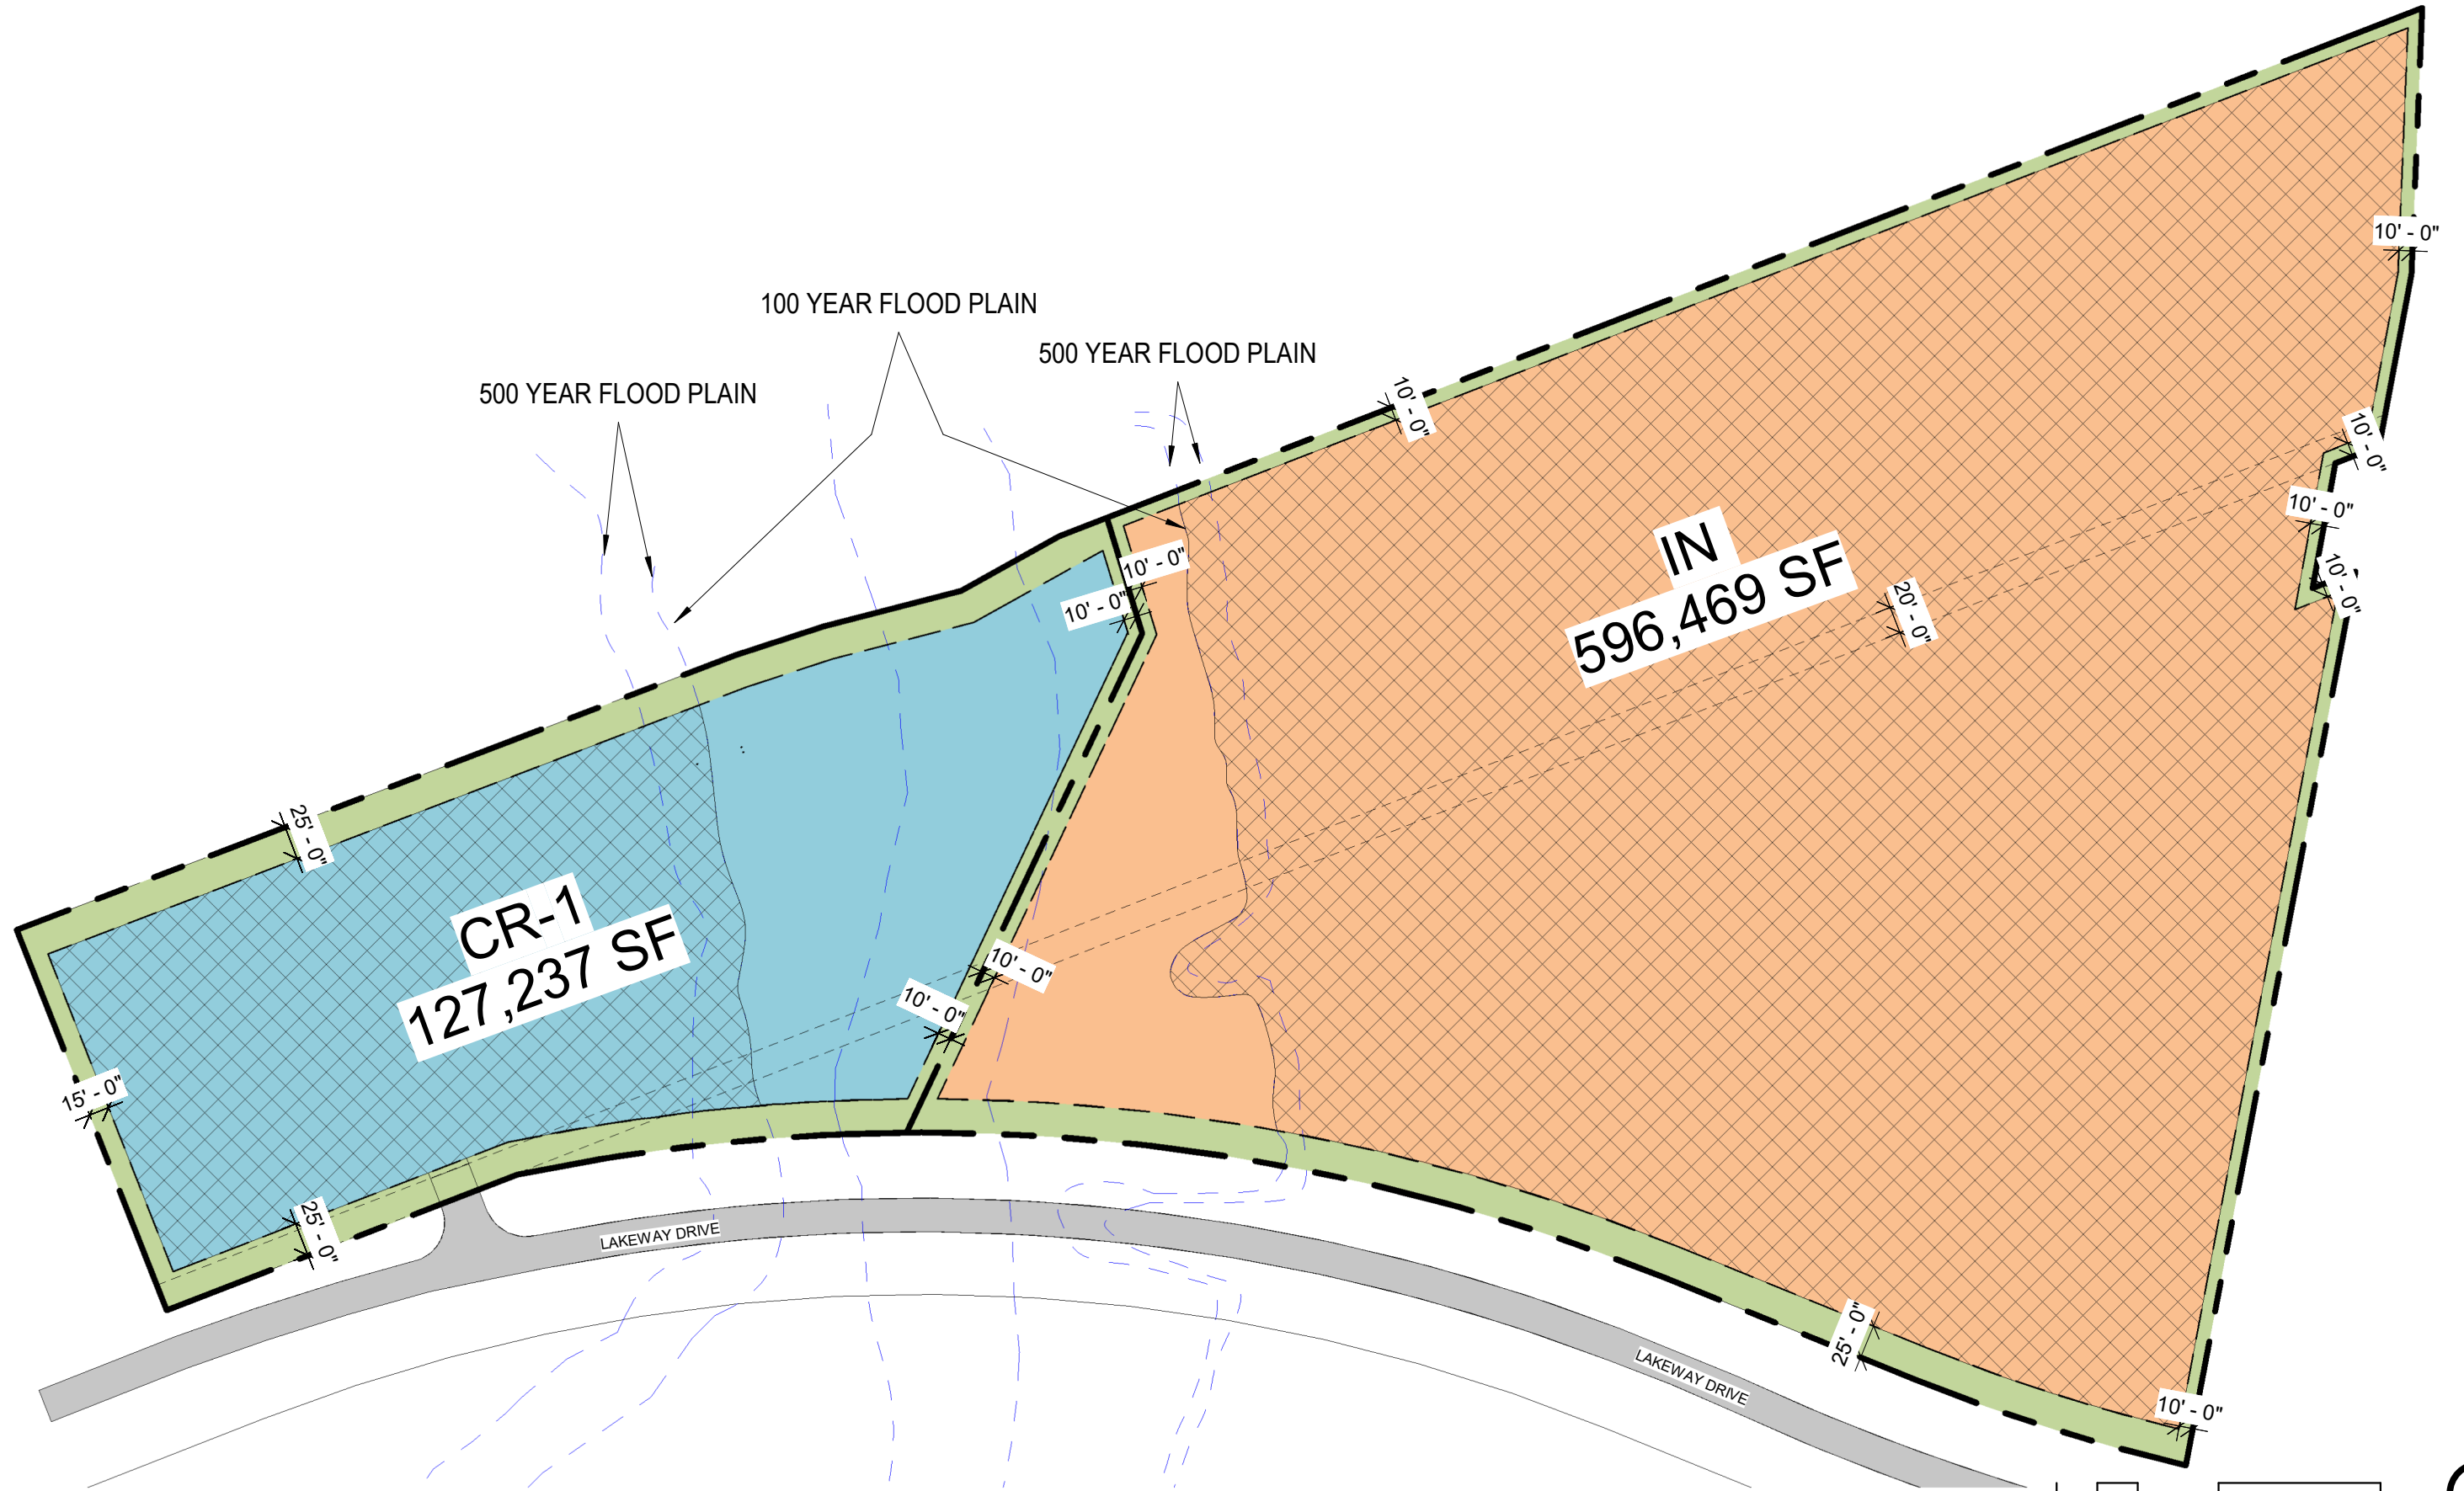 10' - 0"
100 YEAR FLOOD PLAIN
500 YEAR FLOOD PLAIN
500 YEAR FLOOD PLAIN
10' - 0"
10' - 0"
10' - 0"
IN
596,469 SF
10' - 0"
10' - 0"
10' - 0"
20' - 0"
25' - 0"
CR-1
127,237 SF
10' - 0"
10' - 0"
15' - 0"
25' - 0"
LAKEWAY DRIVE
25' - 0"
LAKEWAY DRIVE
10' - 0"